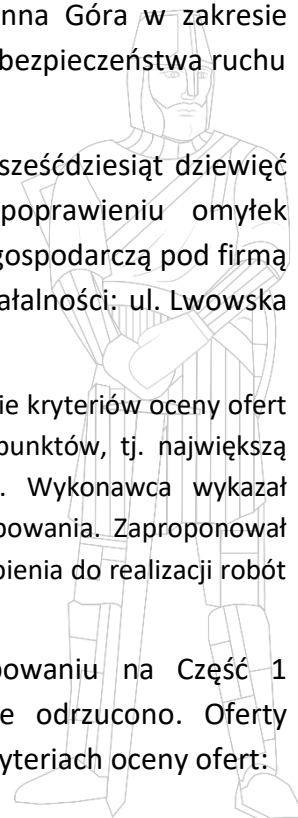 nna Góra w zakresie
bezpieczeństwa ruchu
sześćdziesiąt dziewięć
poprawieniu omyłek
gospodarczą pod firmą
ałalności: ul. Lwowska
ie kryteriów oceny ofert
punktów, tj. największą
. Wykonawca wykazał
powania. Zaproponował
pienia do realizacji robót
powaniu na Część 1
e odrzucono. Oferty
yteriach oceny ofert: